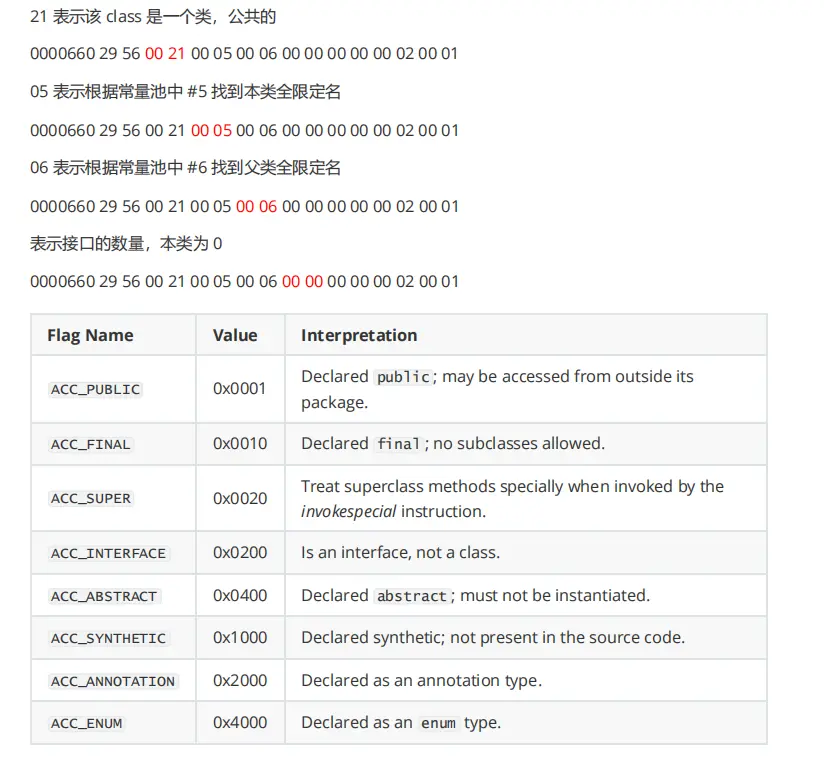 21 表示该 class 是一个类，公共的
0000660 29 56 00 21 00 05 00 06 00 00 00 00 00 02 00 01
05 表示根据常量池中 #5 找到本类全限定名
0000660 29 56 00 21 00 05 00 06 00 00 00 00 00 02 00 01
06 表示根据常量池中 #6 找到父类全限定名
0000660 29 56 00 21 00 05 00 06 00 00 00 00 00 02 00 01
表示接口的数量，本类为 0
0000660 29 56 00 21 00 05 00 06 00 00 00 00 00 02 00 01
Flag Name Value Interpretation
ACC_PUBLIC 0x0001 Declared public; may be accessed from outside its
package.
ACC_FINAL 0x0010 Declared final; no subclasses allowed.
ACC_SUPER 0x0020 Treat superclass methods specially when invoked by the
invokespecial instruction.
ACC_INTERFACE 0x0200 Is an interface, not a class.
ACC_ABSTRACT 0x0400 Declared abstract; must not be instantiated.
ACC_SYNTHETIC 0x1000 Declared synthetic; not present in the source code.
ACC_ANNOTATION 0x2000 Declared as an annotation type.
ACC_ENUM 0x4000 Declared as an enum type.